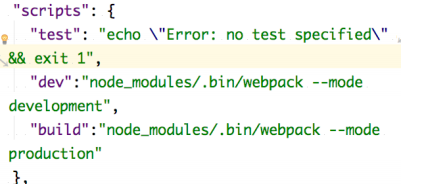 "scripts": {
"test": "echo \"Error: no test specified\"
&& exit 1",
"dev":"node_modules/.bin/webpack --mode
development",
"build":"node_modules/.bin/webpack --mode
production"
},